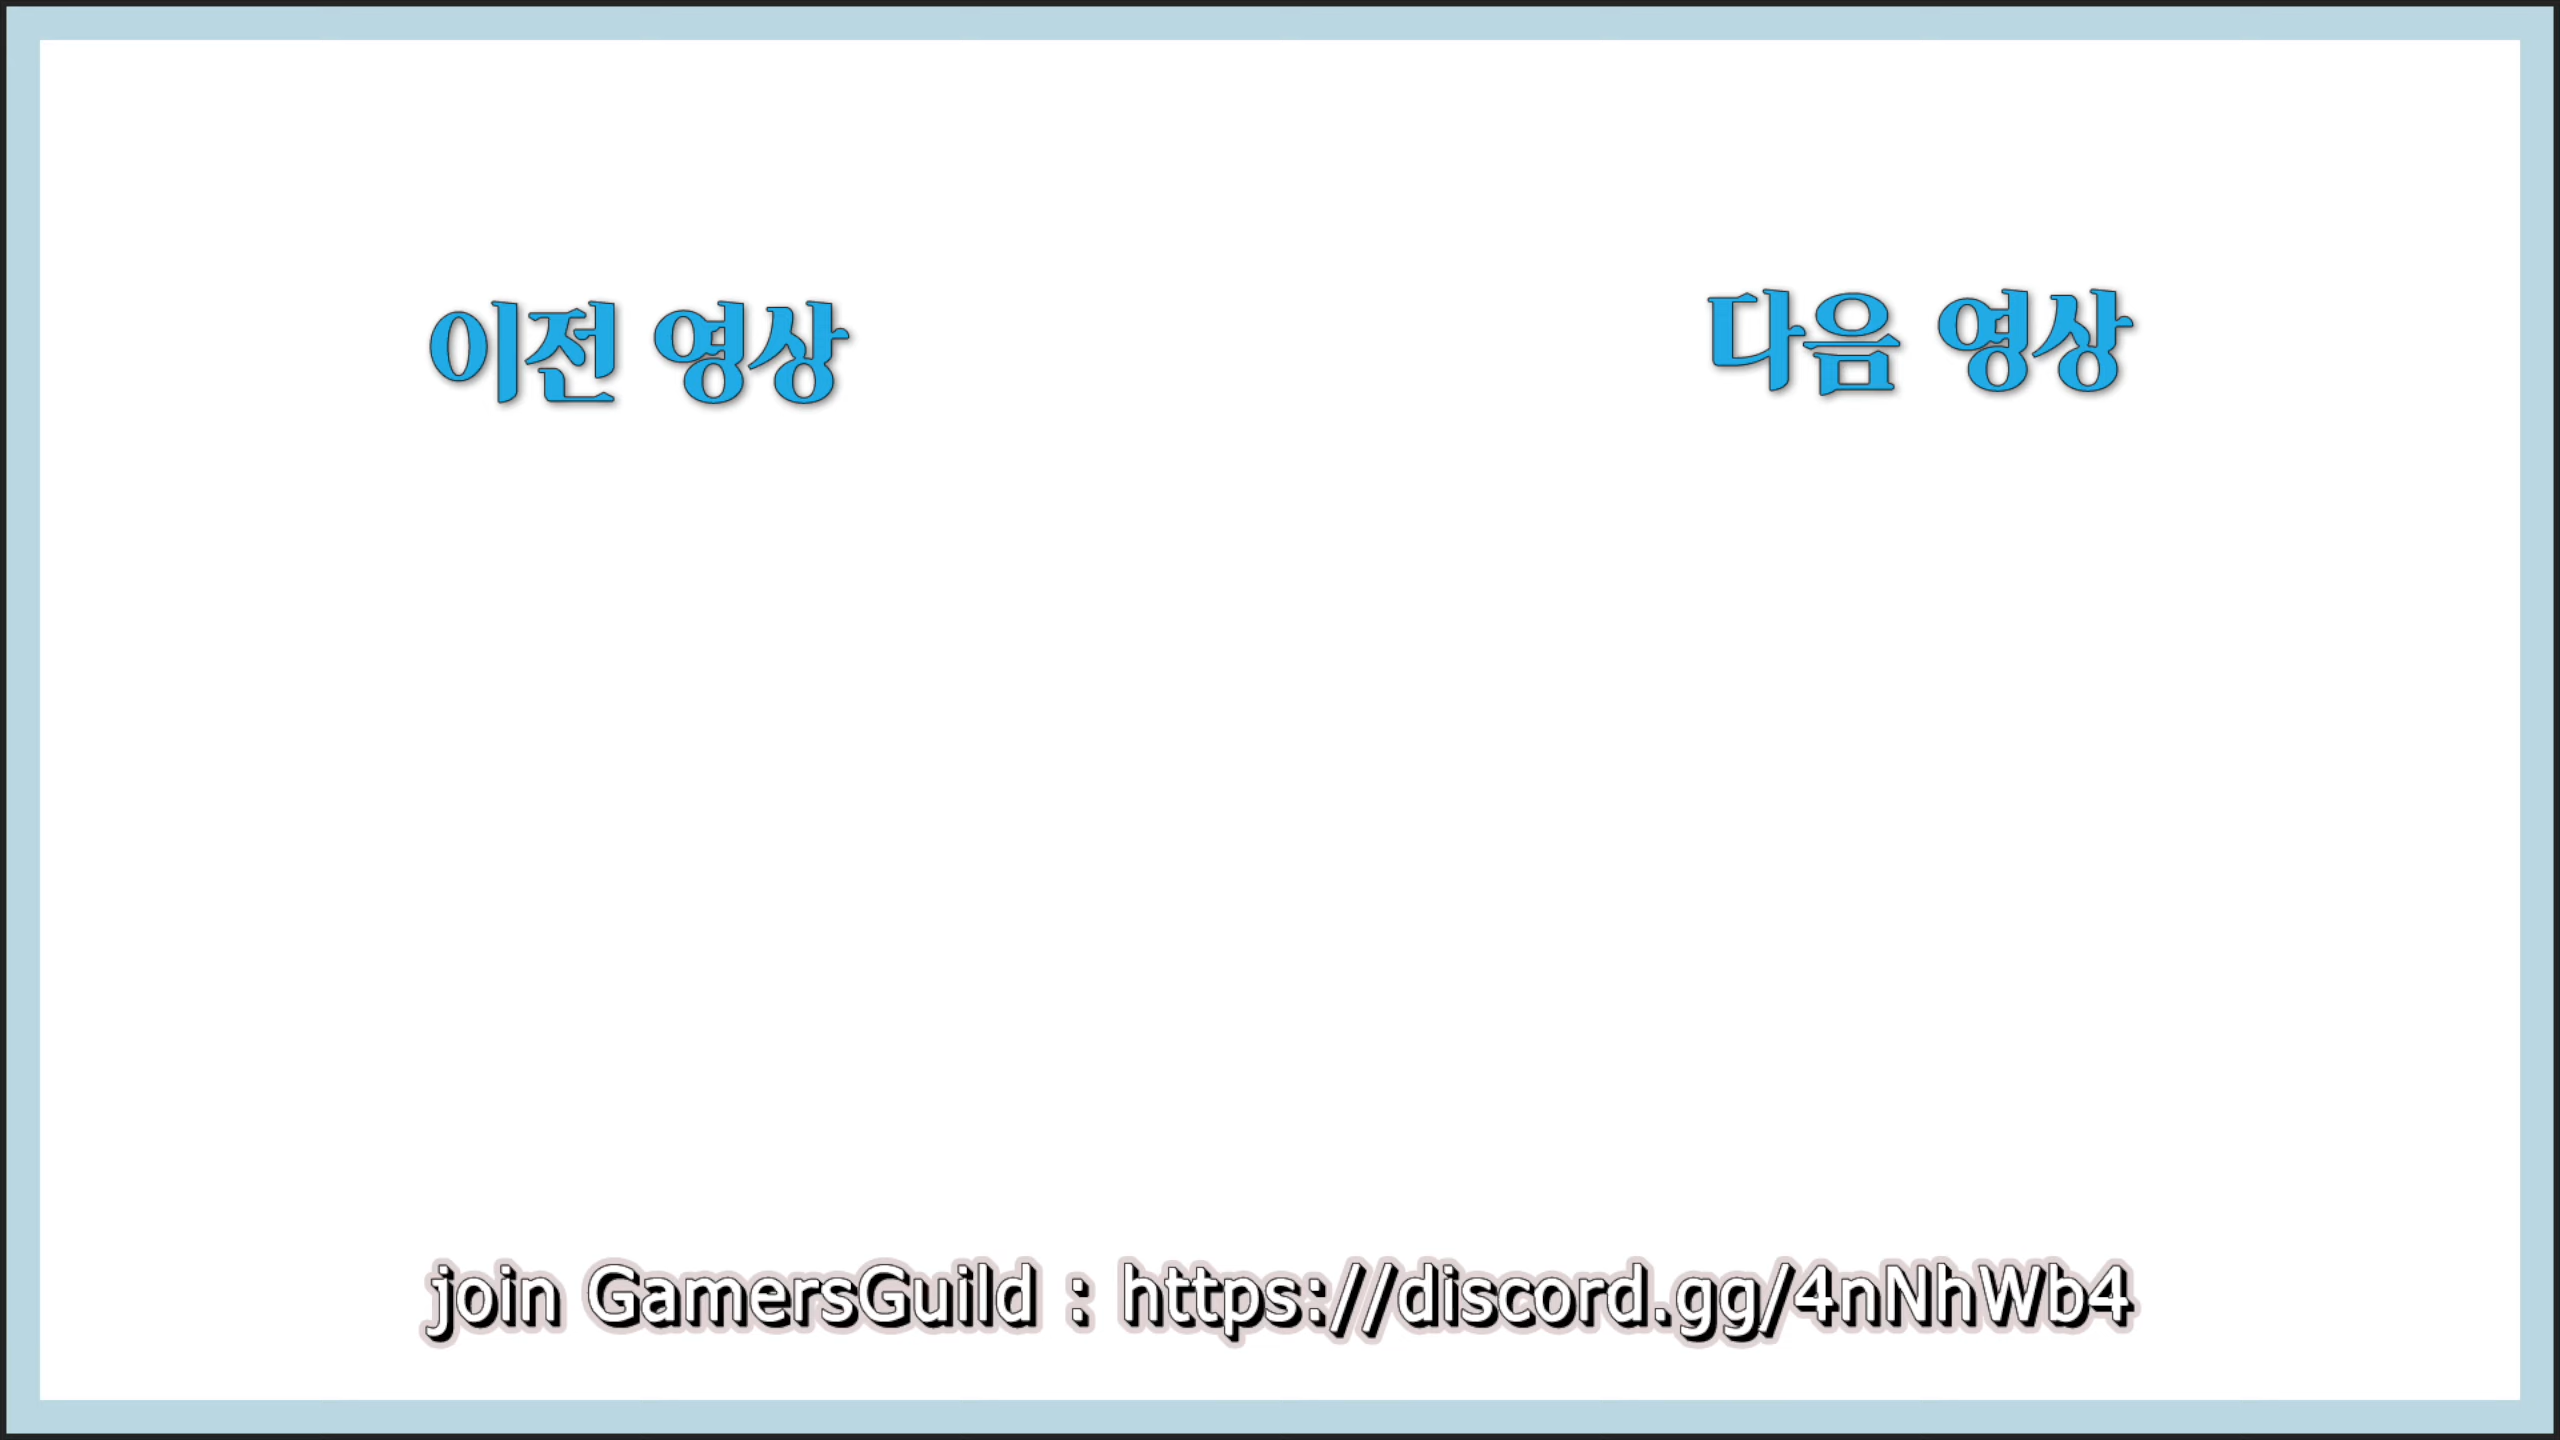 이전 영상
다음 영상
join GamersGuild : https://discord.gg/4nNhWb4